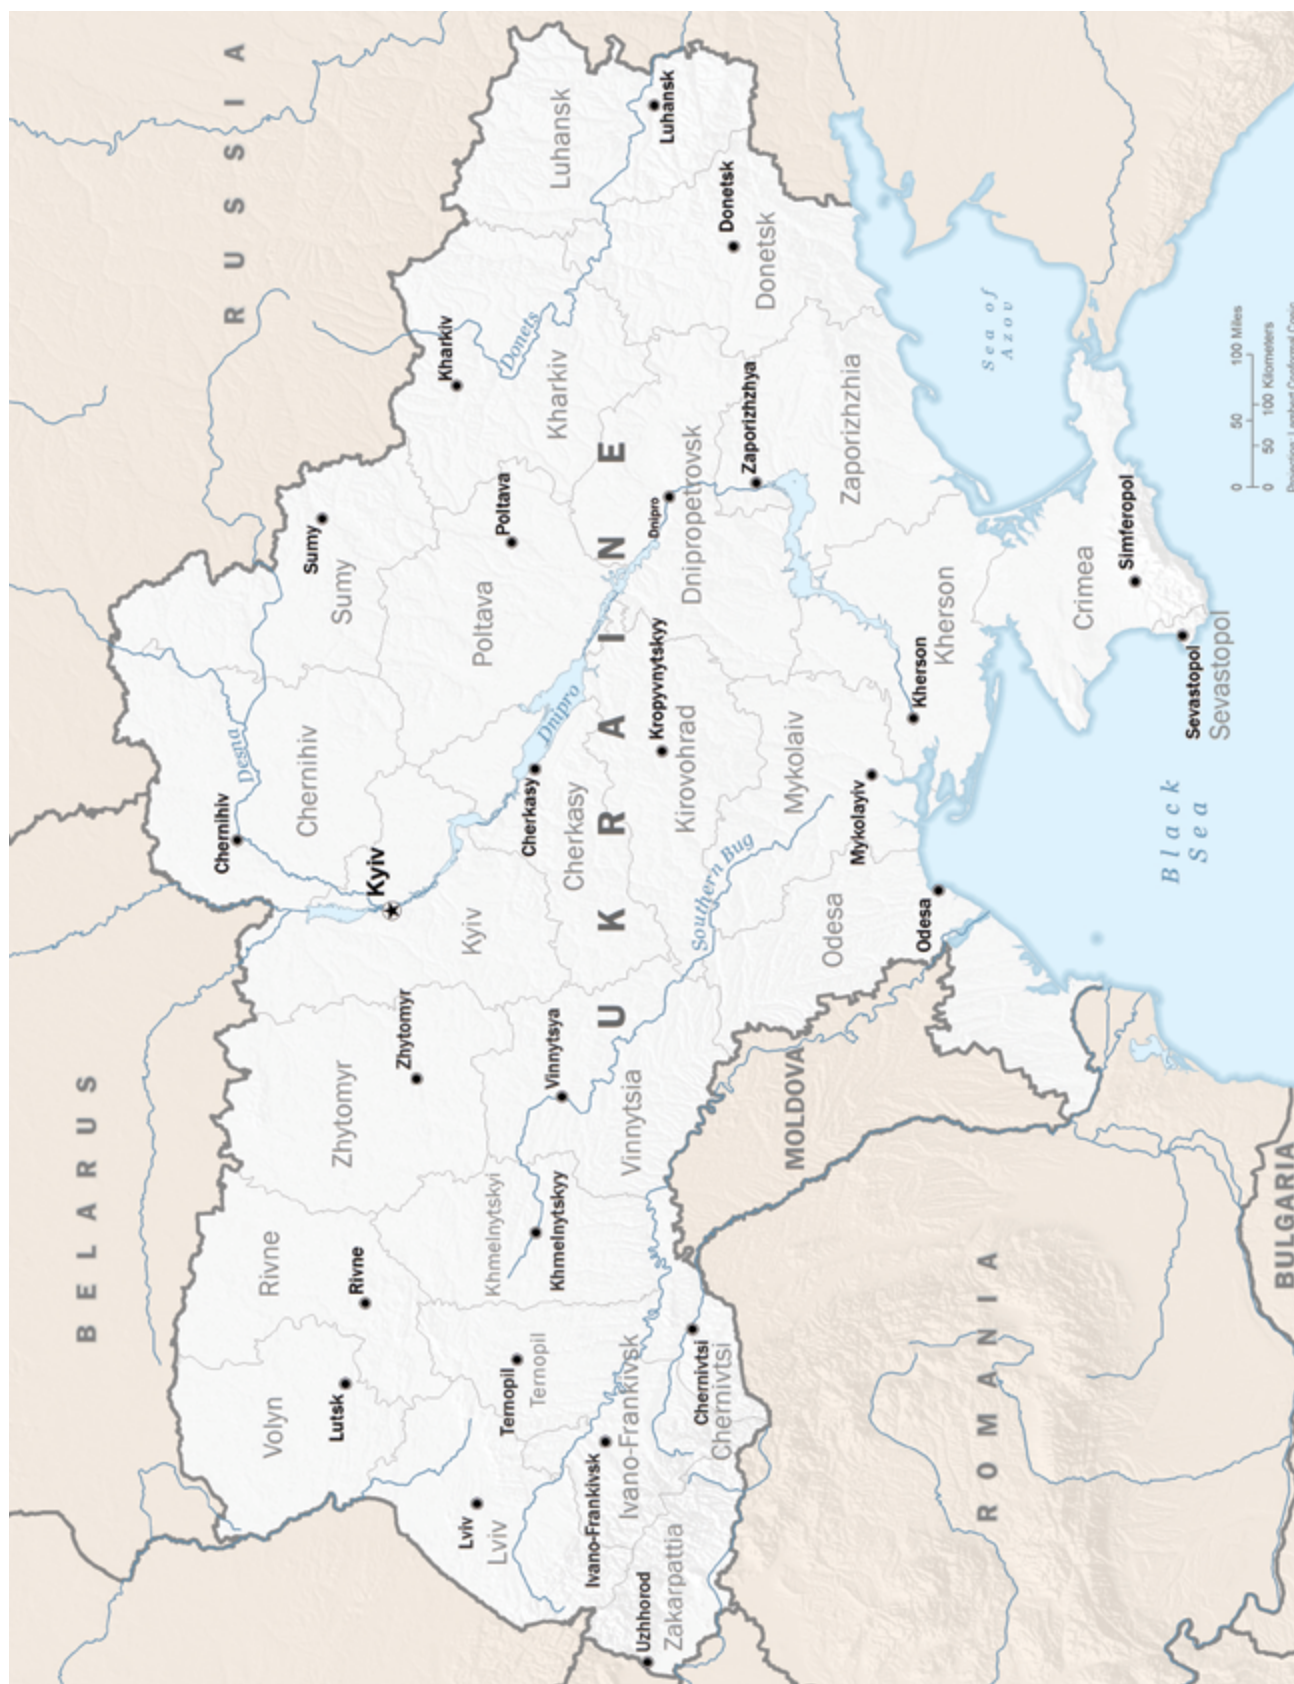 RUSSIA
BELARUS
UKRAINE
MOLDOVA
ROMANIA
BULGARIA
Volyn
Lutsk
Rivne
Rivne
Zhytomyr
Zhytomyr
Kyiv
Kyiv
Chernihiv
Chernihiv
Desna
Sumy
Sumy
Lviv
Lviv
Ternopil
Ternopil
Khmelnytskyi
Khmelnytskyy
Vinnytsya
Vinnytsia
Cherkasy
Cherkasy
Dnipro
Poltava
Poltava
Kharkiv
Kharkiv
Donets
Luhansk
Luhansk
Uzhhorod
Zakarpattia
Ivano-Frankivsk
Ivano-Frankivsk
Chernivtsi
Chernivtsi
Southern Bug
Kropyvnytskyy
Kirovohrad
Dnipro
Dnipropetrovsk
Zaporizhzhya
Zaporizhzhia
Donetsk
Donetsk
Odesa
Odesa
Mykolaiv
Mykolayiv
Kherson
Kherson
Crimea
Simferopol
Sevastopol
Sevastopol
Sea of
Azov
Black
Sea
0 50 100 Miles
0 50 100 Kilometers